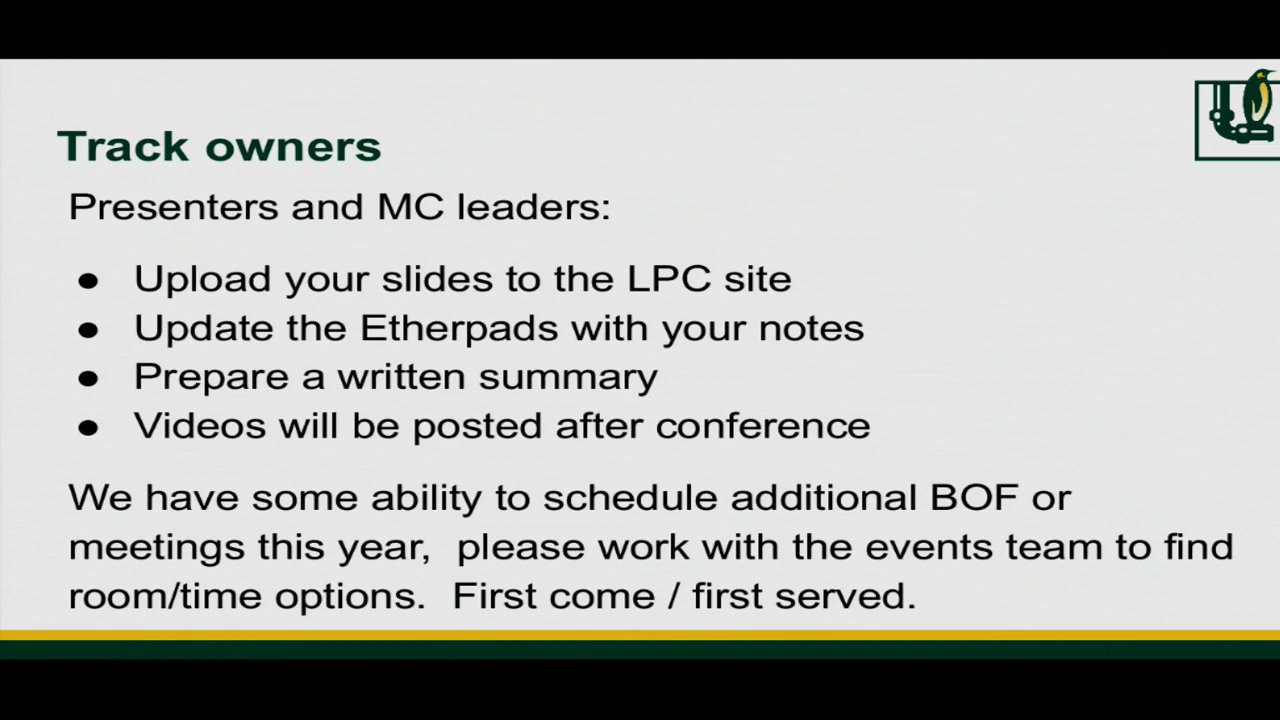 Track owners
Presenters and MC leaders:
● Upload your slides to the LPC site
● Update the Etherpads with your notes
● Prepare a written summary
● Videos will be posted after conference
We have some ability to schedule additional BOF or
meetings this year,  please work with the events team to find
room/time options.  First come / first served.